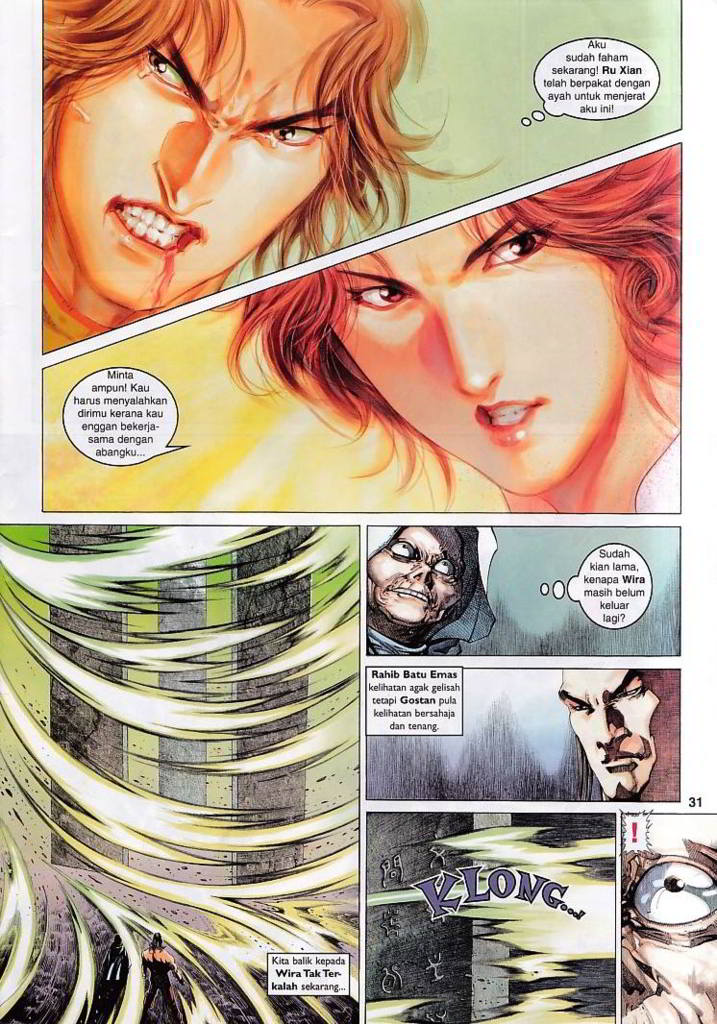 Aku
sudah faham
sekarang! Ru Xian
telah berpakat dengan
ayah untuk menjerat
aku ini!
Minta
ampun! Kau
harus menyalahkan
dirimu kerana kau
enggan bekerja-
sama dengan
abangku...
Sudah
kian lama,
kenapa Wira
masih belum
keluar
lagi?
Rahib Batu Emas
kelihatan agak gelisah
tetapi Gostan pula
kelihatan bersahaja
dan tenang.
31
Kita balik kepada
Wira Tak Ter-
kalah sekarang...
KLONG...!
!